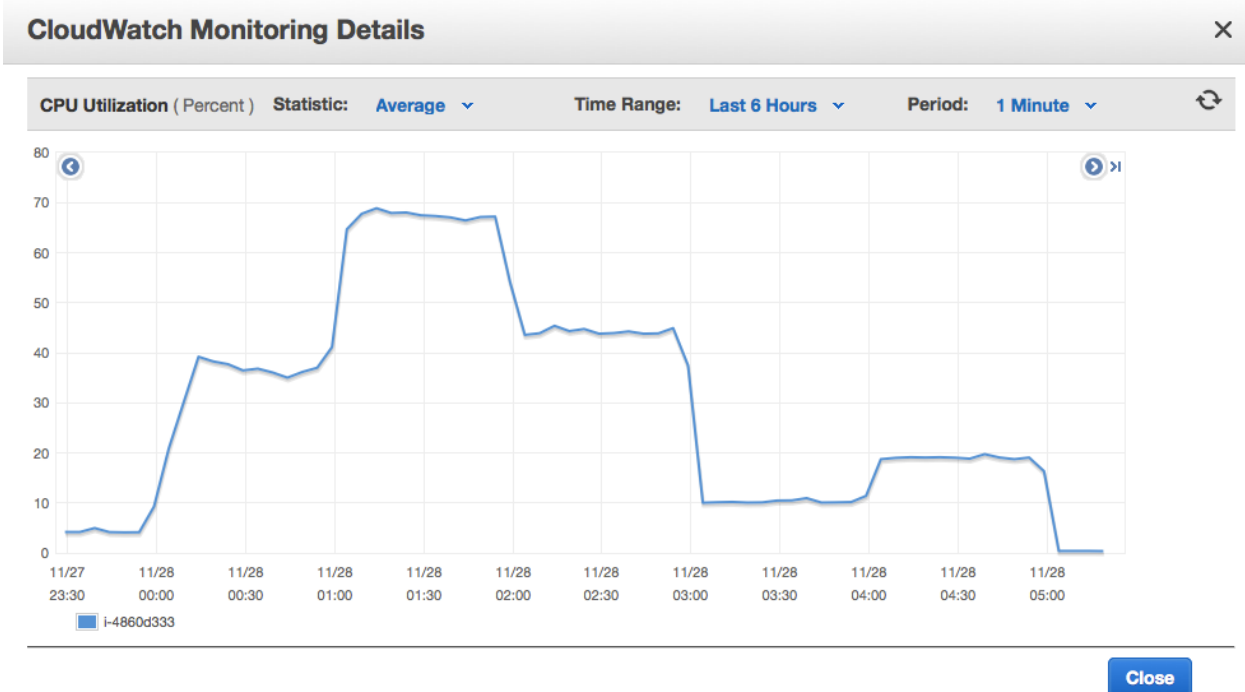 CloudWatch Monitoring Details
CPU Utilization ( Percent ) Statistic: Average Time Range: Last 6 Hours Period: 1 Minute
80
70
60
50
40
30
20
10
0
11/27 11/28 11/28 11/28 11/28 11/28 11/28 11/28 11/28 11/28 11/28 11/28
23:30 00:00 00:30 01:00 01:30 02:00 02:30 03:00 03:30 04:00 04:30 05:00
i-4860d333
Close